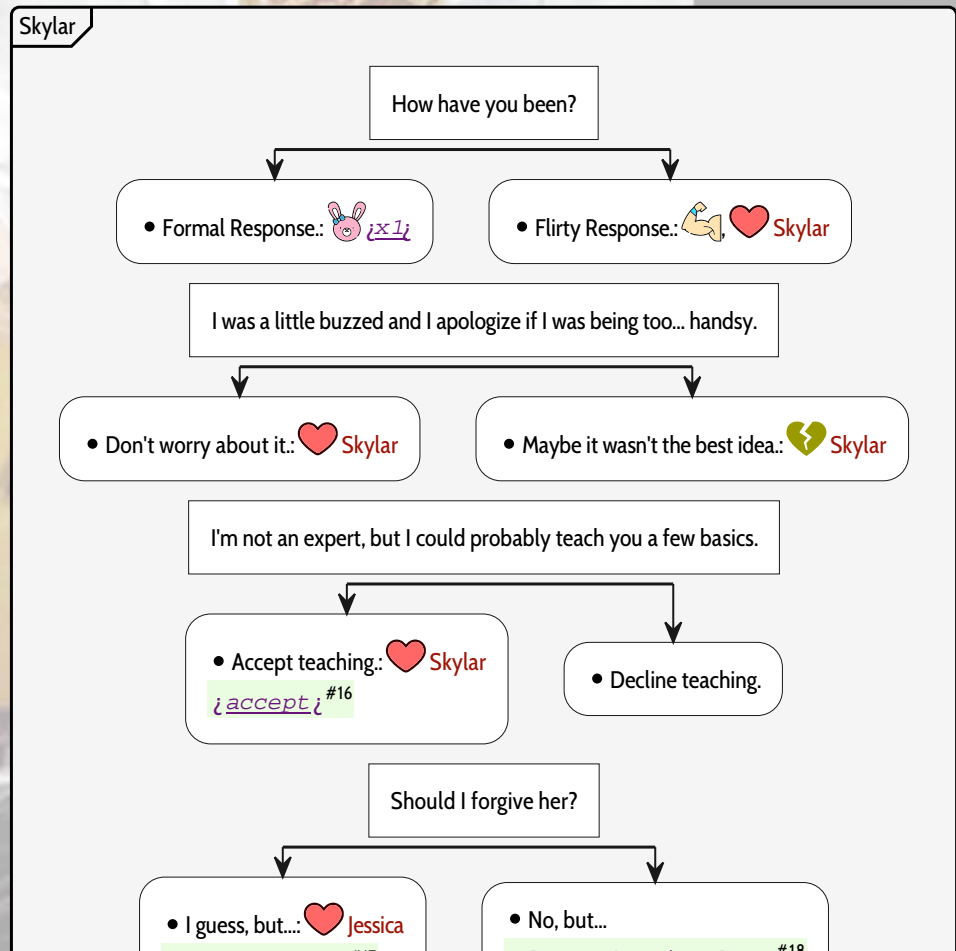 Skylar
How have you been?
• Formal Response.: ¿x1¿
• Flirty Response.: , Skylar
I was a little buzzed and I apologize if I was being too... handsy.
• Don't worry about it.: Skylar
• Maybe it wasn't the best idea.: Skylar
I'm not an expert, but I could probably teach you a few basics.
• Accept teaching.: Skylar
¿accept¿#16
• Decline teaching.
Should I forgive her?
• I guess, but...: Jessica
• No, but...
#18